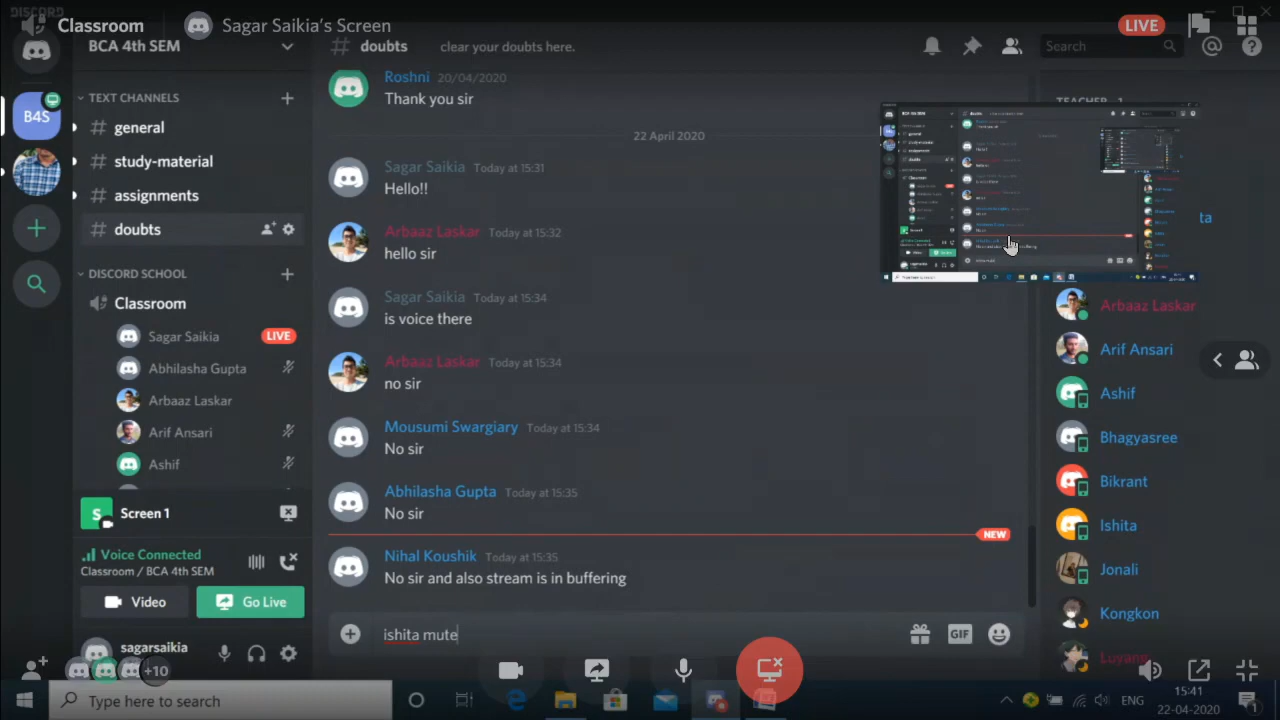 DISCORD
Classroom
Sagar Saikia's Screen
LIVE
B4S
BCA 4TH SEM
TEXT CHANNELS
general
study-material
assignments
doubts
DISCORD SCHOOL
Classroom
Sagar Saikia
LIVE
Abhilasha Gupta
Arbaaz Laskar
Arif Ansari
Ashif
S
Screen 1
Voice Connected
Classroom / BCA 4TH SEM
Video
Go Live
sagarsaikia
+10
# doubts
clear your doubts here.
Search
Roshni 20/04/2020
Thank you sir
22 April 2020
Sagar Saikia Today at 15:31
Hello!!
Arbaaz Laskar Today at 15:32
hello sir
Sagar Saikia Today at 15:34
is voice there
Arbaaz Laskar Today at 15:34
no sir
Mousumi Swargiary Today at 15:34
No sir
Abhilasha Gupta Today at 15:35
No sir
NEW
Nihal Koushik Today at 15:35
No sir and also stream is in buffering
ishita mute
GIF
TEACHER
ta
Arbaaz Laskar
Arif Ansari
Ashif
Bhagyasree
Bikrant
Ishita
Jonali
Kongkon
Luyang
Type here to search
ENG
15:41
22-04-2020
1